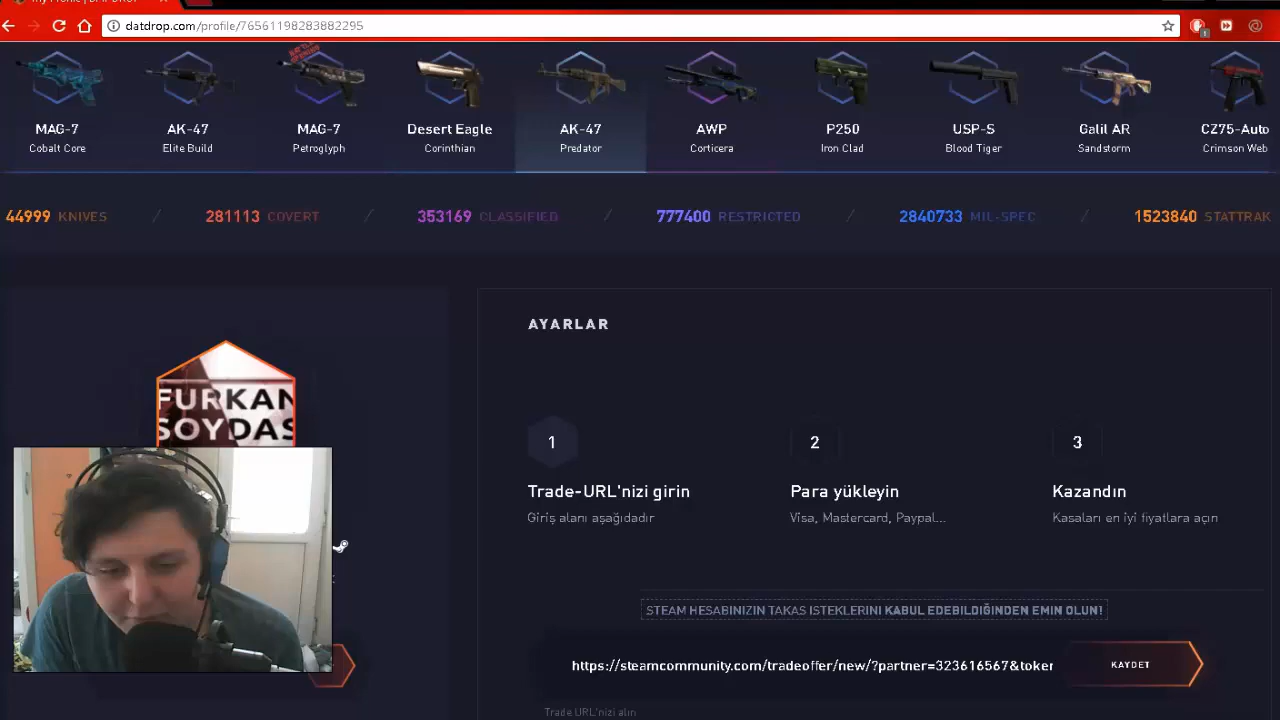 My Profile | DATDROP
datdrop.com/profile/76561198283882295
MAG-7
Cobalt Core
AK-47
Elite Build
MAG-7
Petroglyph
Desert Eagle
Corinthian
AK-47
Predator
AWP
Corticera
P250
Iron Clad
USP-S
Blood Tiger
Galil AR
Sandstorm
CZ75-Auto
Crimson Web
44999 KNIVES / 281113 COVERT / 353169 CLASSIFIED / 777400 RESTRICTED / 2840733 MIL-SPEC / 1523840 STATTRAK
FURKAN
SOYDAS
AYARLAR
1
Trade-URL'nizi girin
Giriş alanı aşağıdadır
2
Para yükleyin
Visa, Mastercard, Paypal...
3
Kazandın
Kasaları en iyi fiyatlara açın
STEAM HESABINIZIN TAKAS ISTEKLERINI KABUL EDEBILDIĞINDEN EMIN OLUN!
https://steamcommunity.com/tradeoffer/new/?partner=323616567&token
KAYDET
Trade URL'nizi alın